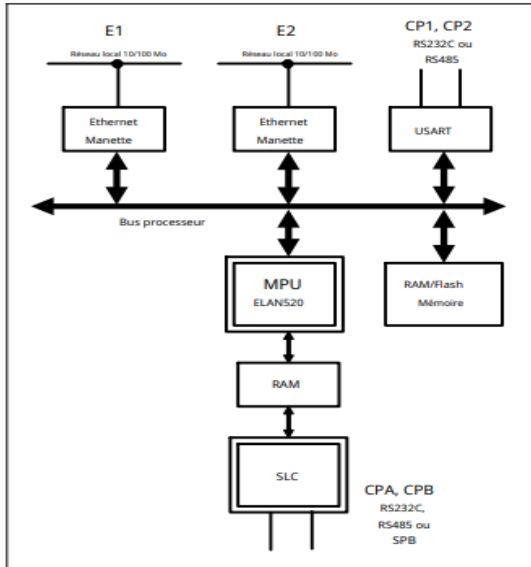 E1
Réseau local 10/100 Mo
Ethernet
Manette
E2
Réseau local 10/100 Mo
Ethernet
Manette
CP1, CP2
RS232C ou
RS485
USART
Bus processeur
MPU
ELAN520
RAM/Flash
Mémoire
RAM
SLC
CPA, CPB
RS232C,
RS485 ou
SPB